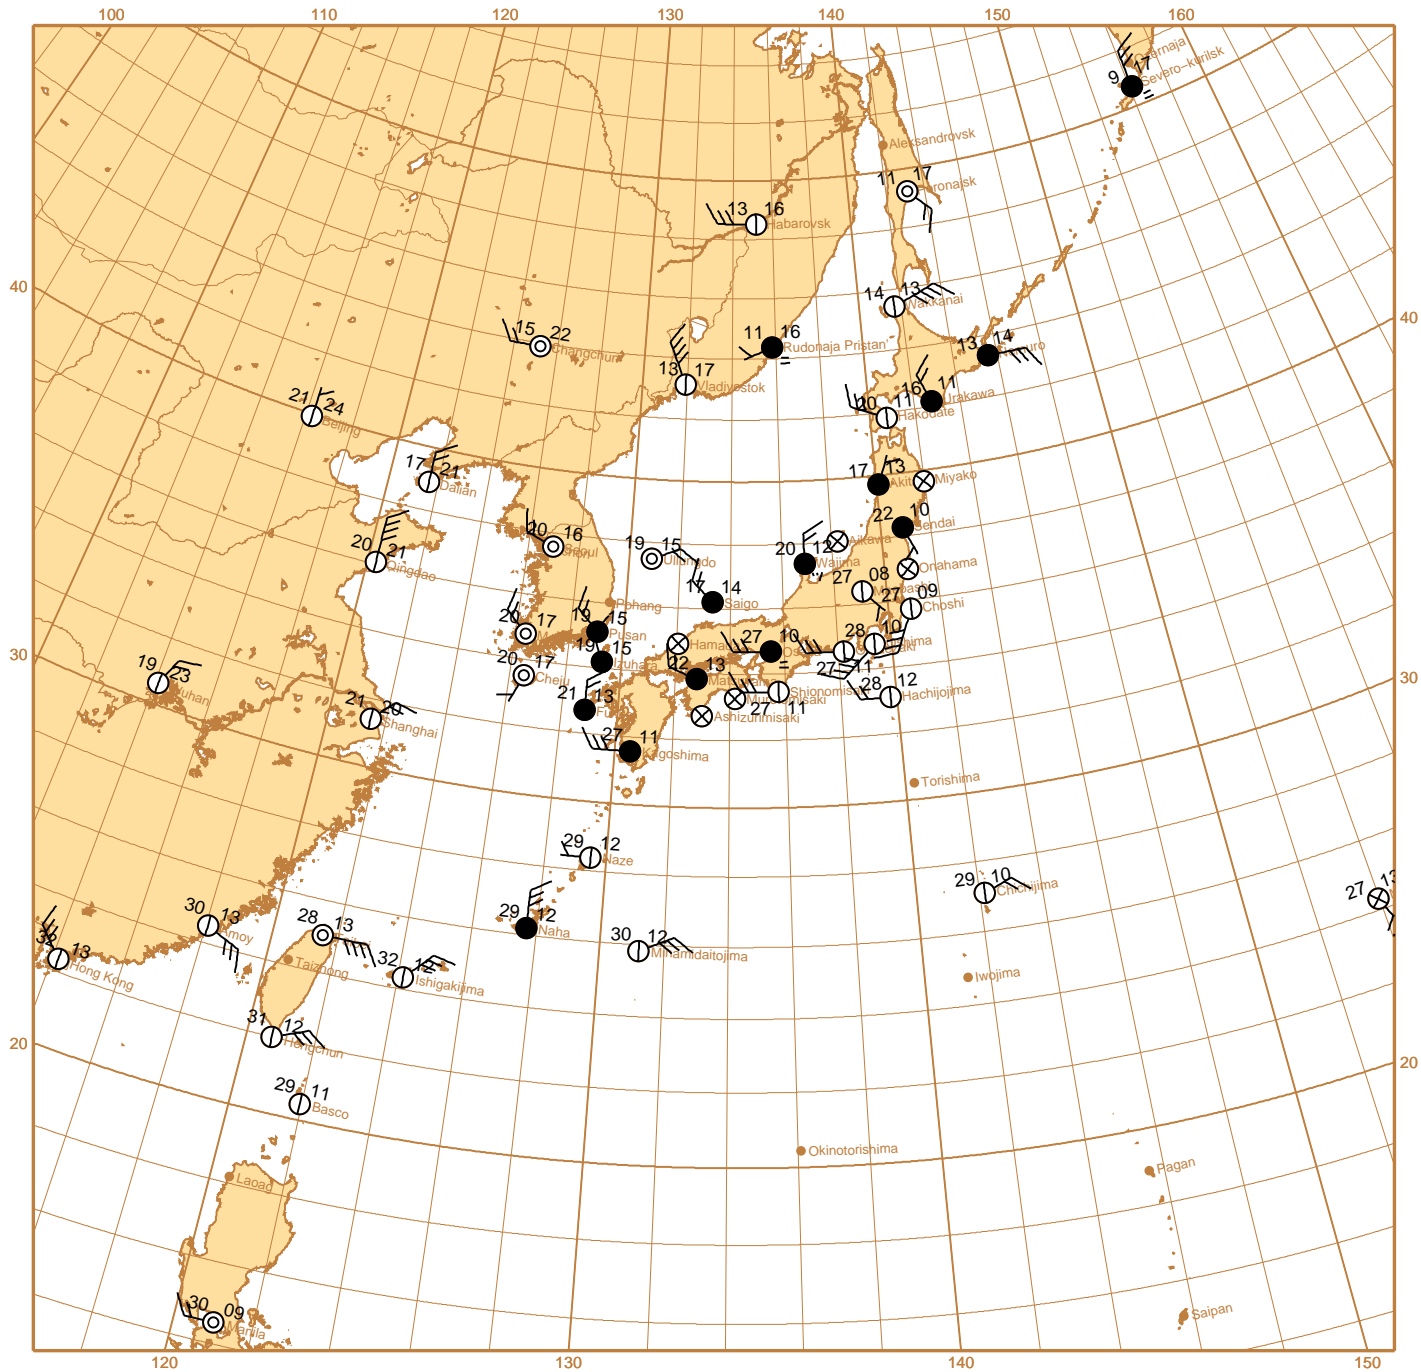 100 110 120 130 140 150 160
9 17
Severo-kurilsk
Aleksandrovsk
11 17
13 16
Habarovsk
40
14 13
Wakkanai
40
15 22
Changchun
11 16
Rudonaja Pristan'
13 14
13 17
Vladivostok
16 11
Urakawa
21 24
Beijing
20 11
Hakodate
17 21
Dalian
17 13
Miyako
22 10
Sendai
20 21
Qingdao
20 16
Seoul
19 15
Ullungdo
Aikawa
20 12
Wajima
27 08
Onahama
17 14
Saigo
Pohang
27 09
Choshi
20 17
19 15
Pusan
30
19 15
Izuhara
27 10
28 10
19 23
Wuhan
20 17
Cheju
22 13
27 11
28 12
Hachijojima
30
21 20
Shanghai
21 13
Shionomisaki
27 11
Ashizurimisaki
27 11
Kagoshima
Torishima
29 12
Naze
29 10
Chichijima
27 13
30 13
Amoy
28 13
Taizhong
29 12
Naha
30 12
Minamidaitojima
32 13
Hong Kong
32 12
Ishigakijima
Iwojima
20
31 12
Hengchun
20
29 11
Basco
Okinotorishima
Pagan
Laoag
30 09
Manila
Saipan
120 130 140 150